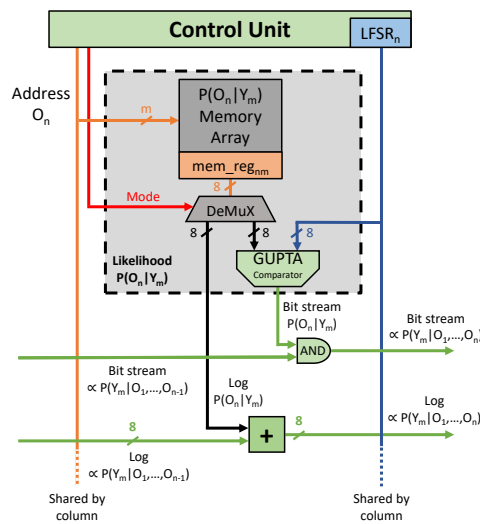 Control Unit
LFSRn
Address
On
m
P(On|Ym)
Memory
Array
mem_regnm
8
Mode
DeMuX
8
8
8
Likelihood
P(On|Ym)
GUPTA
Comparator
Bit stream
P(On|Ym)
AND
Bit stream
∝ P(Ym|O1,...,On)
Bit stream
∝ P(Ym|O1,...,On-1)
Log
P(On|Ym)
Log
∝ P(Ym|O1,...,On)
8
+
8
Log
∝ P(Ym|O1,...,On-1)
Shared by
column
Shared by
column